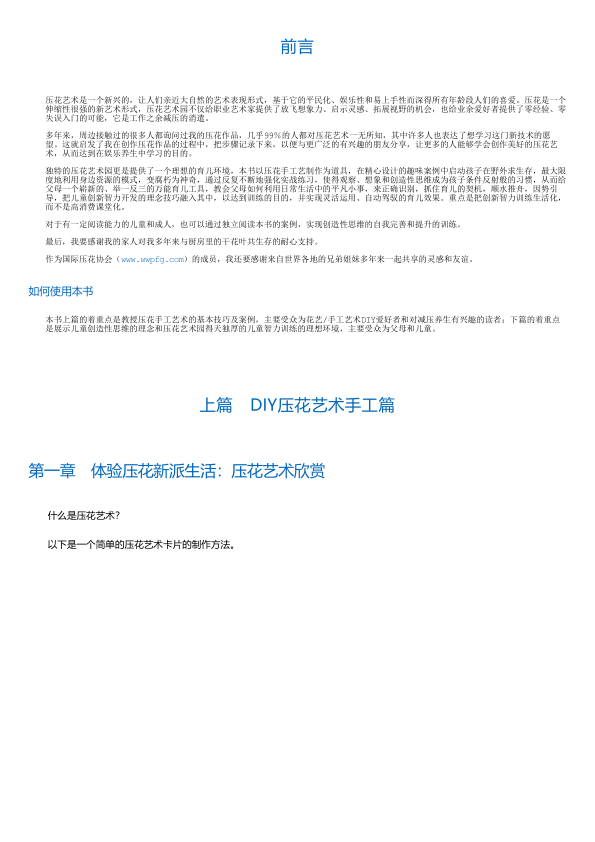 前言
压花艺术是一个新兴的，让人们亲近大自然的艺术表现形式，基于它的平民化、娱乐性和易上手性而深得所有年龄段人们的喜爱。压花是一个
伸缩性很强的新艺术形式，压花艺术园不仅给职业艺术家提供了放飞想象力、启示灵感、拓展视野的机会，也给业余爱好者提供了零经验、零
失误入门的可能，它是工作之余减压的消遣。
多年来，周边接触过的很多人都询问过我的压花作品，几乎99%的人都对压花艺术一无所知，其中许多人也表达了想学习这门新技术的愿
望。这就启发了我在创作压花作品的过程中，把步骤记录下来，以便与更广泛的有兴趣的朋友分享，让更多的人能够学会创作美好的压花艺
术，从而达到在娱乐养生中学习的目的。
独特的压花艺术园更是提供了一个理想的育儿环境。本书以压花手工艺制作为道具，在精心设计的趣味案例中启动孩子在野外求生存，最大限
度地利用身边资源的模式，变腐朽为神奇。通过反复不断地强化实战练习，使得观察、想象和创造性思维成为孩子条件反射般的习惯，从而给
父母一个崭新的、举一反三的万能育儿工具，教会父母如何利用日常生活中的平凡小事，来正确识别，抓住育儿的契机，顺水推舟，因势引
导，把儿童创新智力开发的理念技巧融入其中，以达到训练的目的，并实现灵活运用、自动驾驭的育儿效果。重点是把创新智力训练生活化，
而不是高消费课堂化。
对于有一定阅读能力的儿童和成人，也可以通过独立阅读本书的案例，实现创造性思维的自我完善和提升的训练。
最后，我要感谢我的家人对我多年来与厨房里的干花叶共生存的耐心支持。
作为国际压花协会（www.wwpfg.com）的成员，我还要感谢来自世界各地的兄弟姐妹多年来一起共享的灵感和友谊。
如何使用本书
本书上篇的着重点是教授压花手工艺术的基本技巧及案例，主要受众为花艺/手工艺术DIY爱好者和对减压养生有兴趣的读者；下篇的着重点
是展示儿童创造性思维的理念和压花艺术园得天独厚的儿童智力训练的理想环境，主要受众为父母和儿童。
上篇 DIY压花艺术手工篇
第一章 体验压花新派生活：压花艺术欣赏
什么是压花艺术？
以下是一个简单的压花艺术卡片的制作方法。